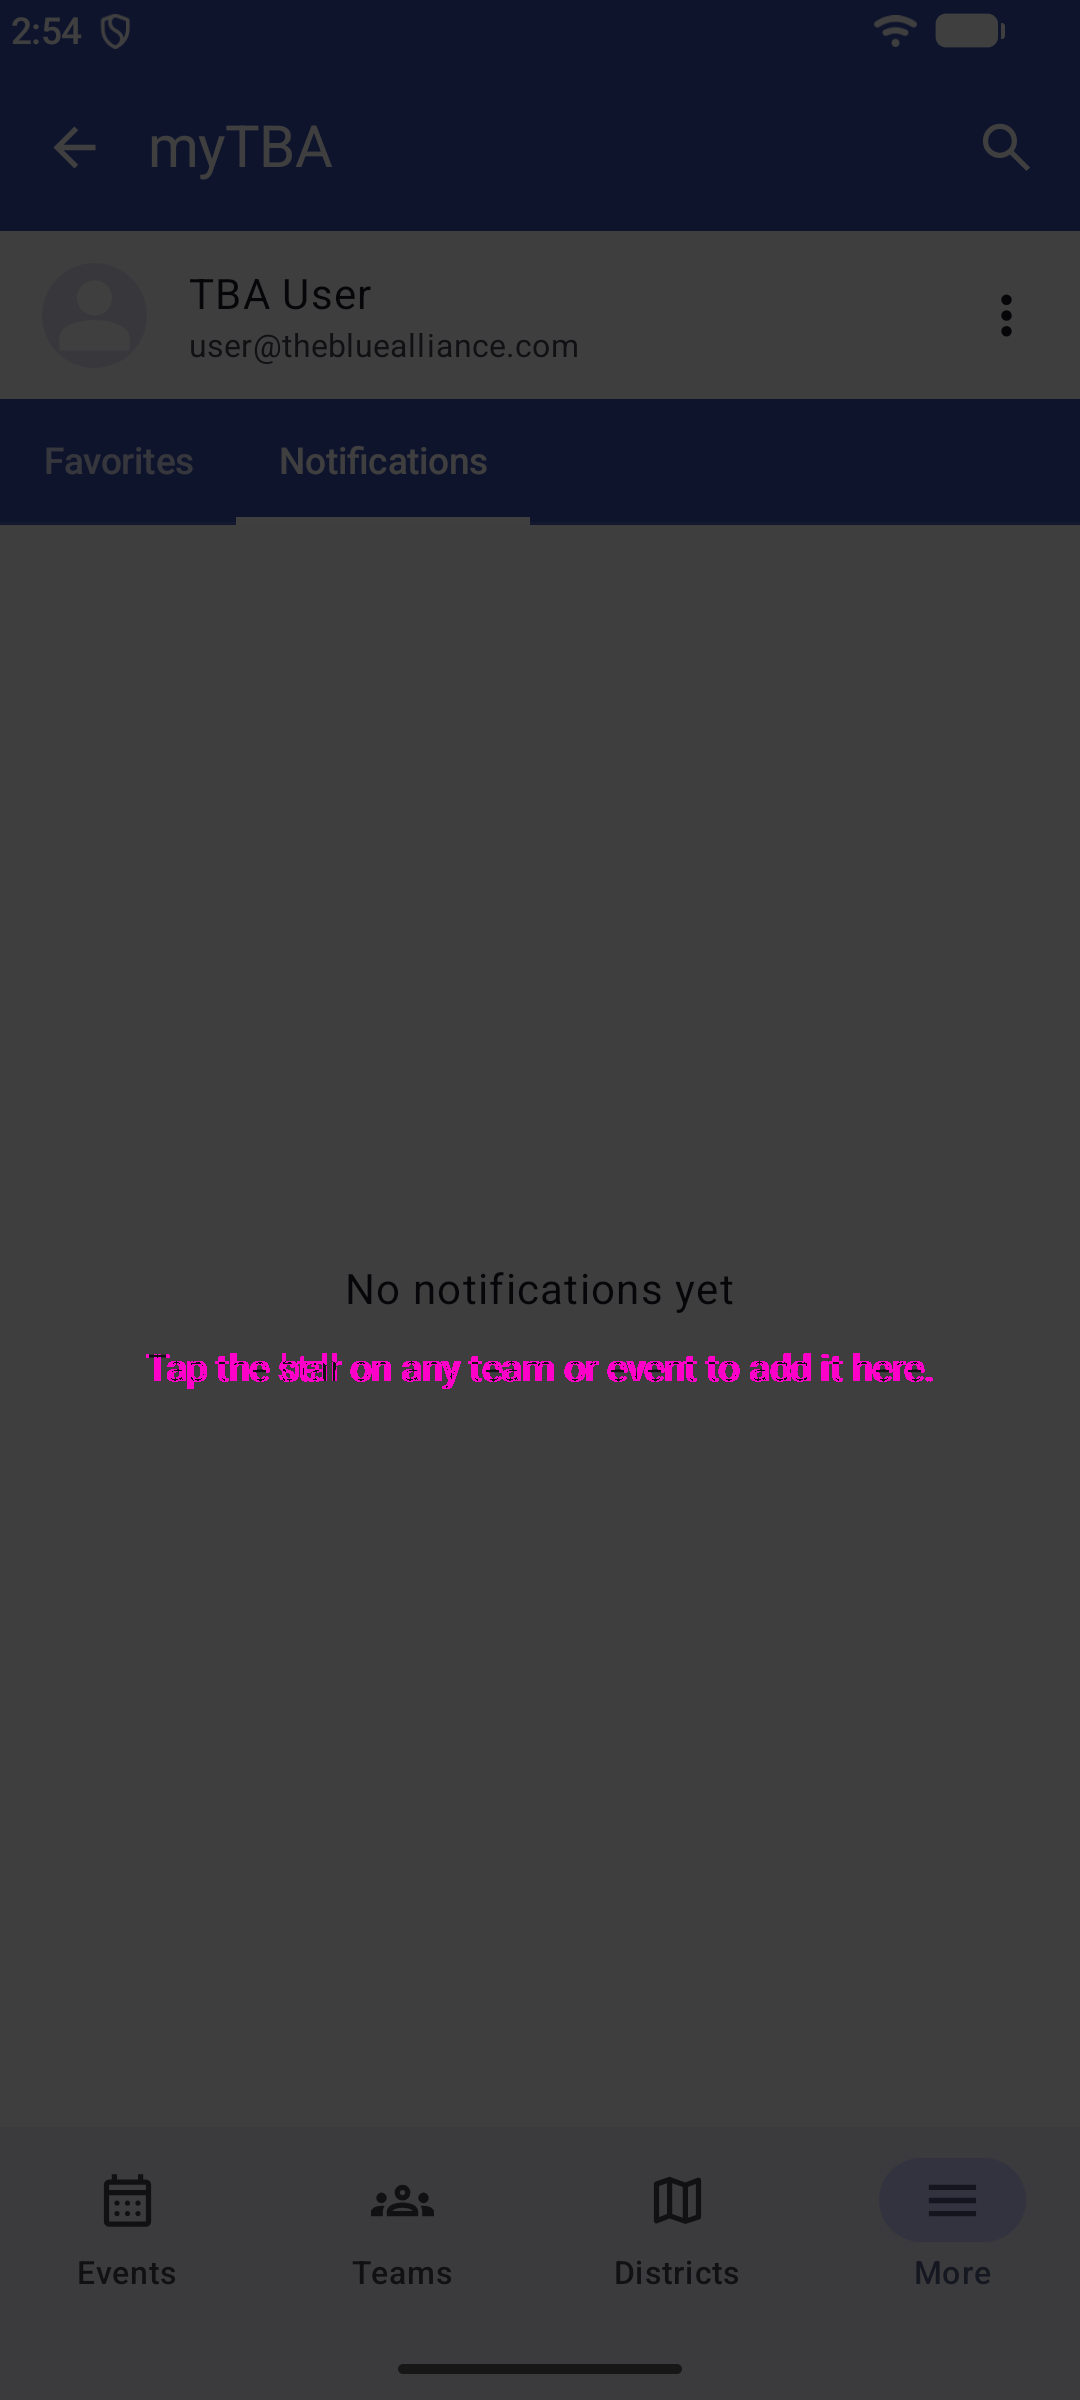 2:54
myTBA
TBA User
user@thebluealliance.com
Favorites
Notifications
No notifications yet
Tap the on any team or event to add it here.
Events
Teams
Districts
More